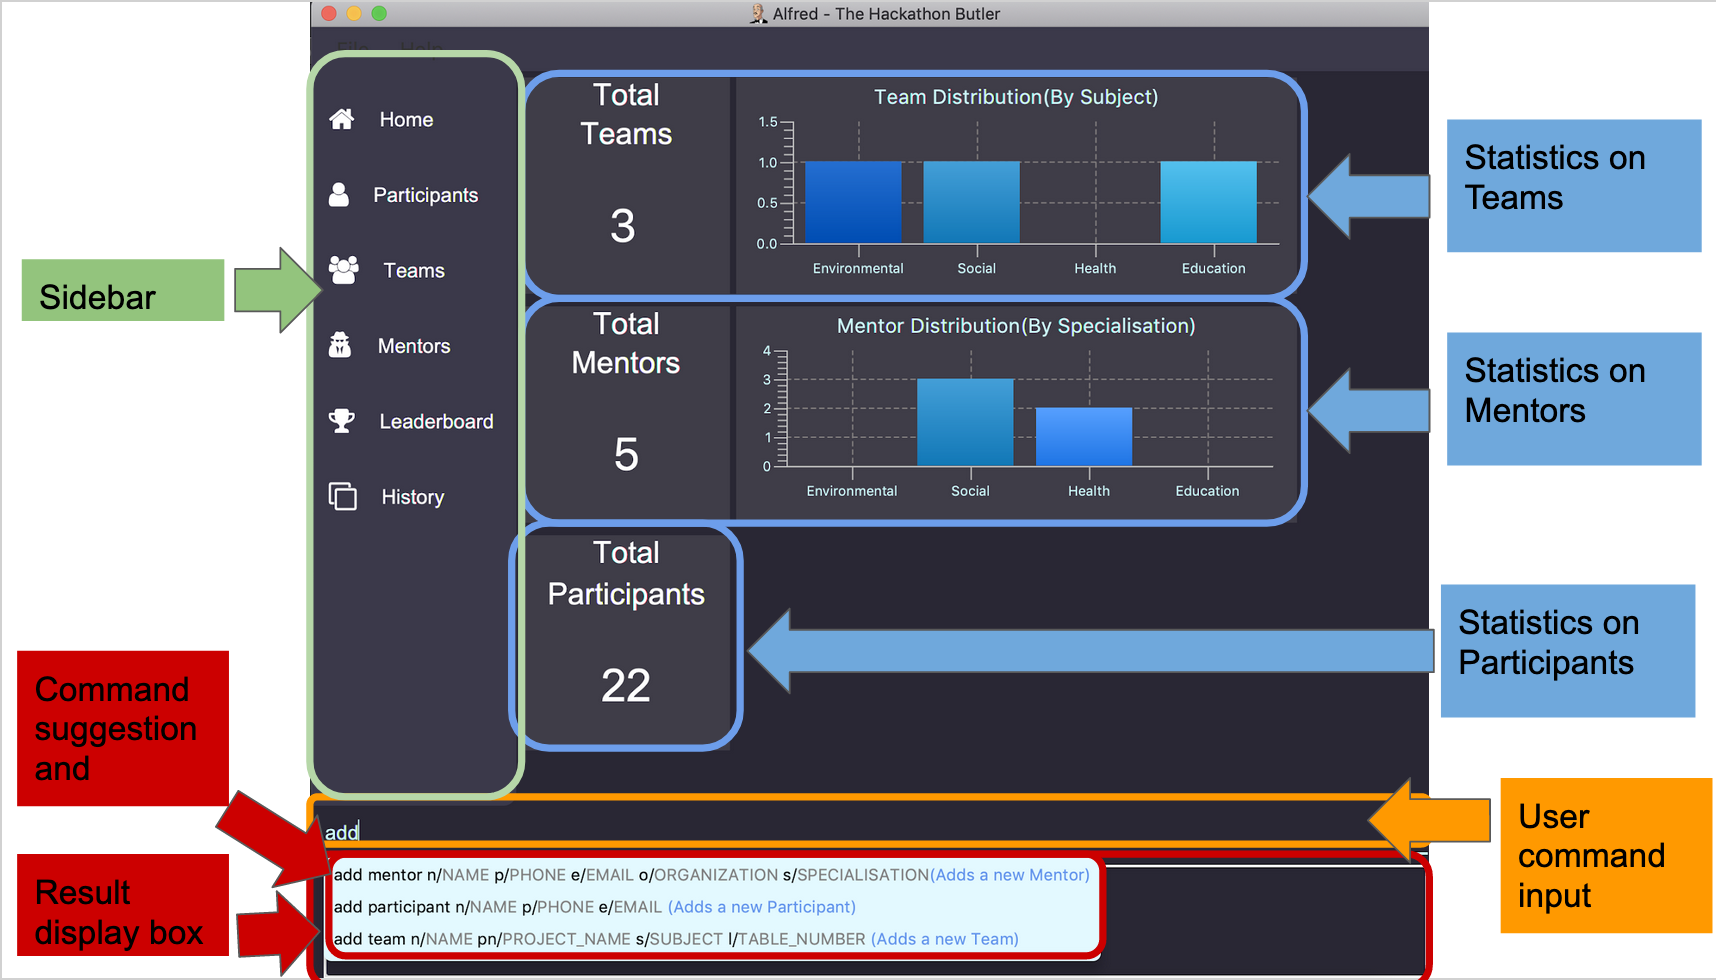 Alfred - The Hackathon Butler
File Help
Home
Participants
Teams
Mentors
Leaderboard
History
Total
Teams
3
Team Distribution(By Subject)
1.5
1.0
0.5
0.0
Environmental Social Health Education
Total
Mentors
5
Mentor Distribution(By Specialisation)
4
3
2
1
0
Environmental Social Health Education
Total
Participants
22
Statistics on
Teams
Statistics on
Mentors
Statistics on
Participants
Sidebar
Command
suggestion
and
Result
display box
User
command
input
add
add mentor n/NAME p/PHONE e/EMAIL o/ORGANIZATION s/SPECIALISATION(Adds a new Mentor)
add participant n/NAME p/PHONE e/EMAIL (Adds a new Participant)
add team n/NAME pn/PROJECT_NAME s/SUBJECT l/TABLE_NUMBER (Adds a new Team)